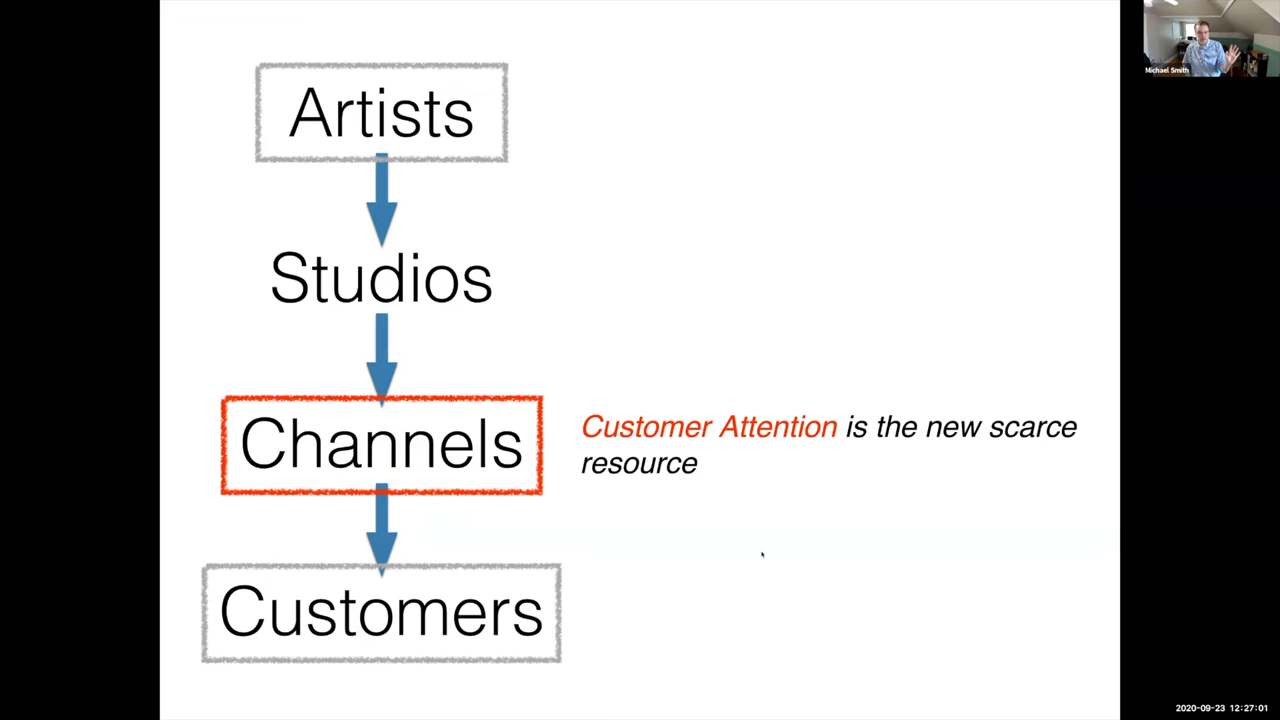 Michael Smith
Artists
Studios
Channels
Customer Attention is the new scarce
resource
Customers
2020-09-23 12:27:01